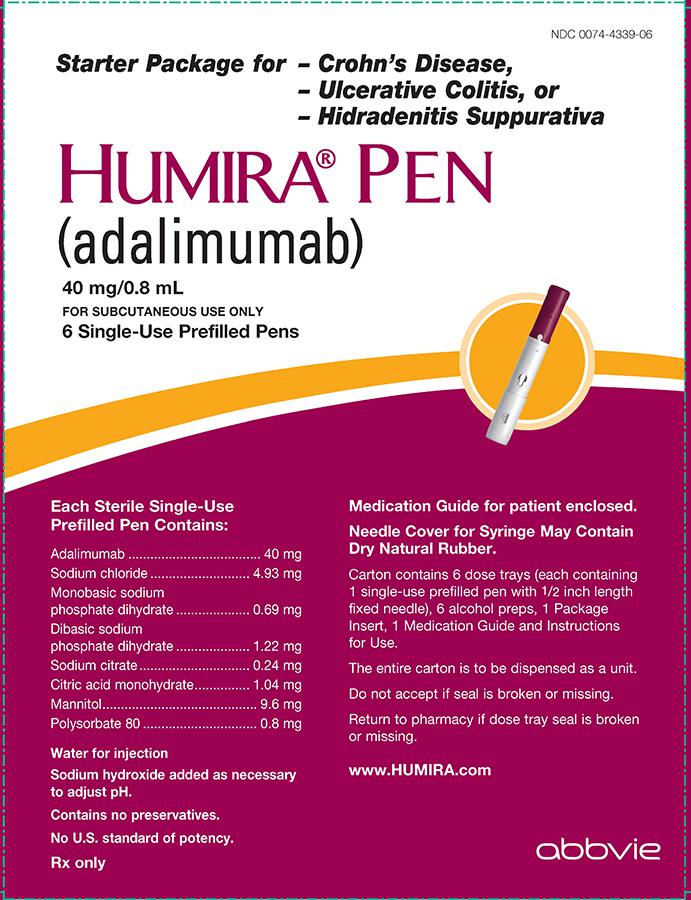 NDC 0074-4339-06
Starter Package for – Crohn's Disease,
– Ulcerative Colitis, or
– Hidradenitis Suppurativa
HUMIRA® PEN
(adalimumab)
40 mg/0.8 mL
FOR SUBCUTANEOUS USE ONLY
6 Single-Use Prefilled Pens
Each Sterile Single-Use
Prefilled Pen Contains:
Adalimumab .................................. 40 mg
Sodium chloride .......................... 4.93 mg
Monobasic sodium
phosphate dihydrate ................... 0.69 mg
Dibasic sodium
phosphate dihydrate ................... 1.22 mg
Sodium citrate ............................. 0.24 mg
Citric acid monohydrate.............. 1.04 mg
Mannitol........................................ 9.6 mg
Polysorbate 80 .............................. 0.8 mg
Water for injection
Sodium hydroxide added as necessary
to adjust pH.
Contains no preservatives.
No U.S. standard of potency.
Rx only
Medication Guide for patient enclosed.
Needle Cover for Syringe May Contain
Dry Natural Rubber.
Carton contains 6 dose trays (each containing
1 single-use prefilled pen with 1/2 inch length
fixed needle), 6 alcohol preps, 1 Package
Insert, 1 Medication Guide and Instructions
for Use.
The entire carton is to be dispensed as a unit.
Do not accept if seal is broken or missing.
Return to pharmacy if dose tray seal is broken
or missing.
www.HUMIRA.com
abbvie